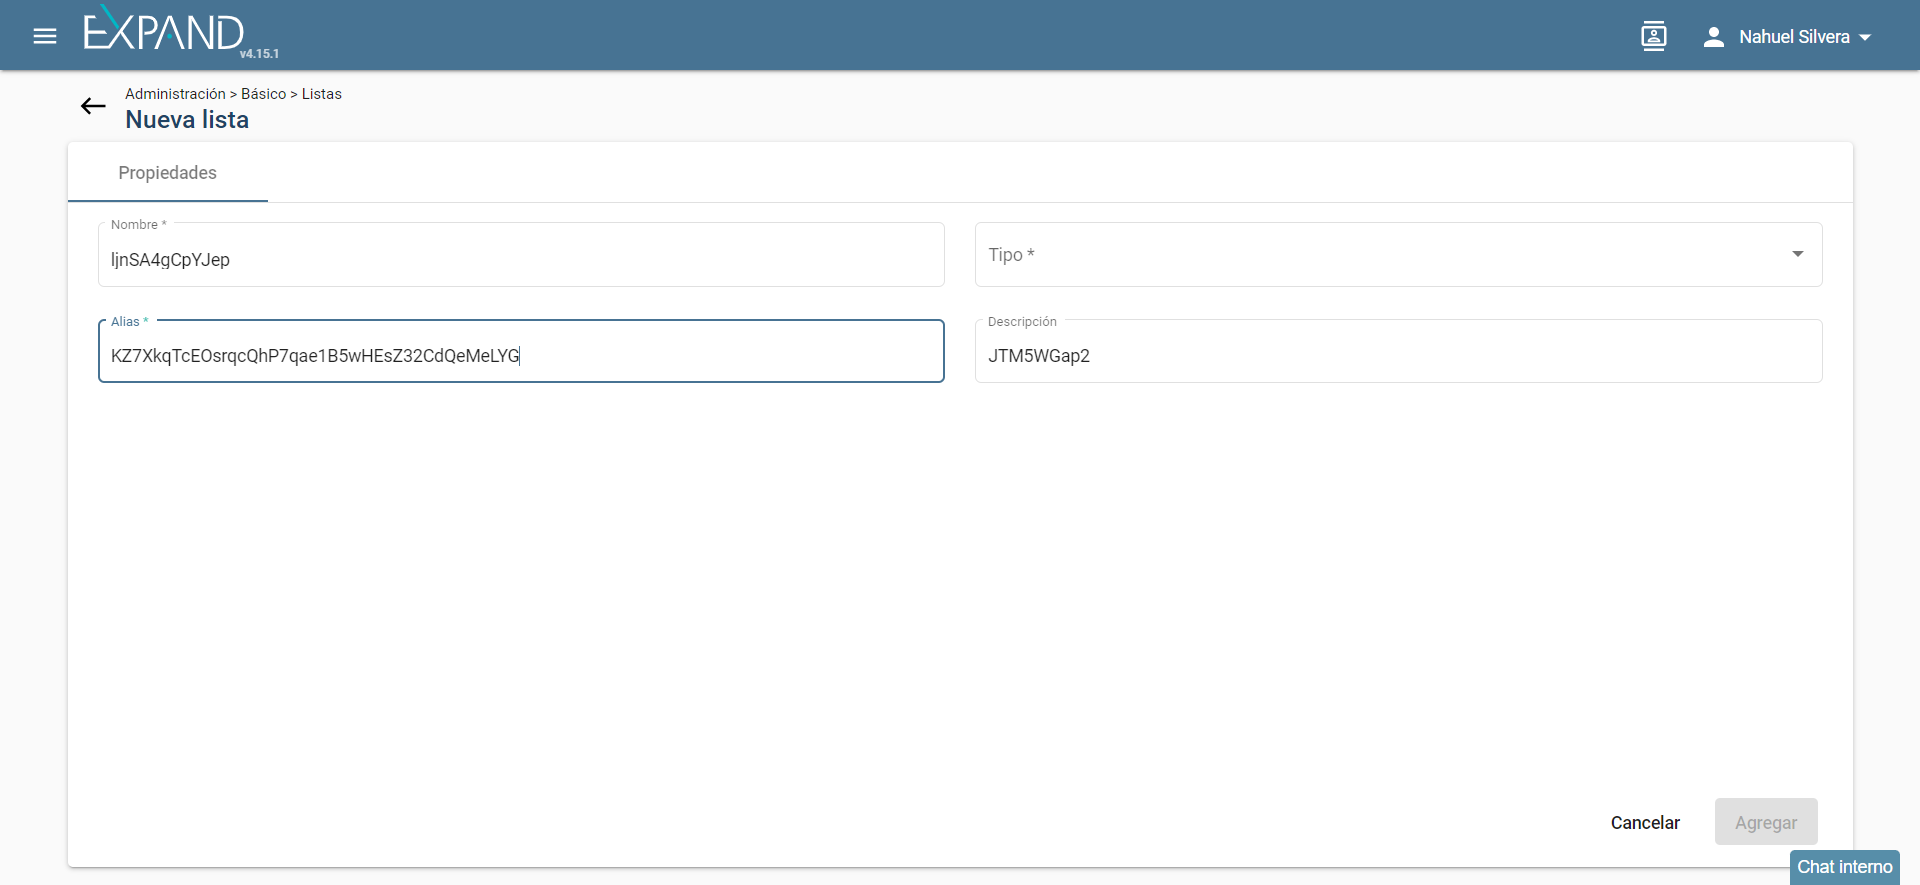 EXPAND
v4.15.1
Nahuel Silvera
Administración > Básico > Listas
Nueva lista
Propiedades
Nombre *
ljnSA4gCpYJep
Tipo *
Alias *
KZ7XkqTcEOsrqcQhP7qae1B5wHEsZ32CdQeMeLYG
Descripción
JTM5WGap2
Cancelar
Agregar
Chat interno